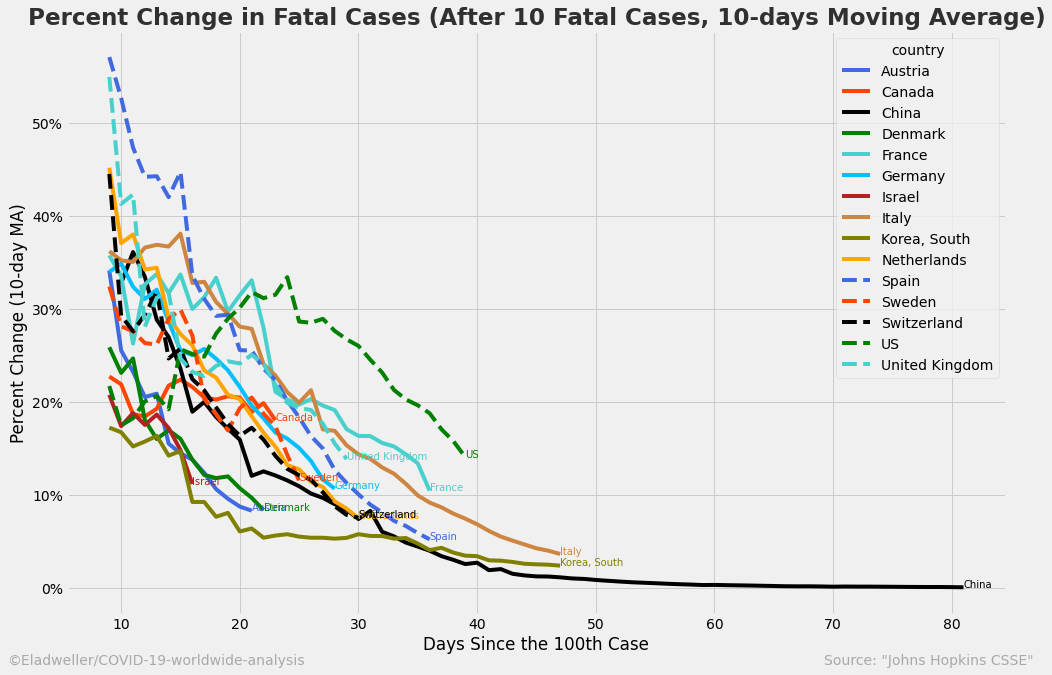 Percent Change in Fatal Cases (After 10 Fatal Cases, 10-days Moving Average)
country
Austria
Canada
China
Denmark
France
Germany
Israel
Italy
Korea, South
Netherlands
Spain
Sweden
Switzerland
US
United Kingdom
Percent Change (10-day MA)
50%
40%
30%
20%
10%
0%
Canada
US
United Kingdom
Sweden
Israel
Germany
France
Denmark
Switzerland
Spain
Italy
Korea, South
China
10 20 30 40 50 60 70 80
Days Since the 100th Case
©Eladweller/COVID-19-worldwide-analysis
Source: "Johns Hopkins CSSE"